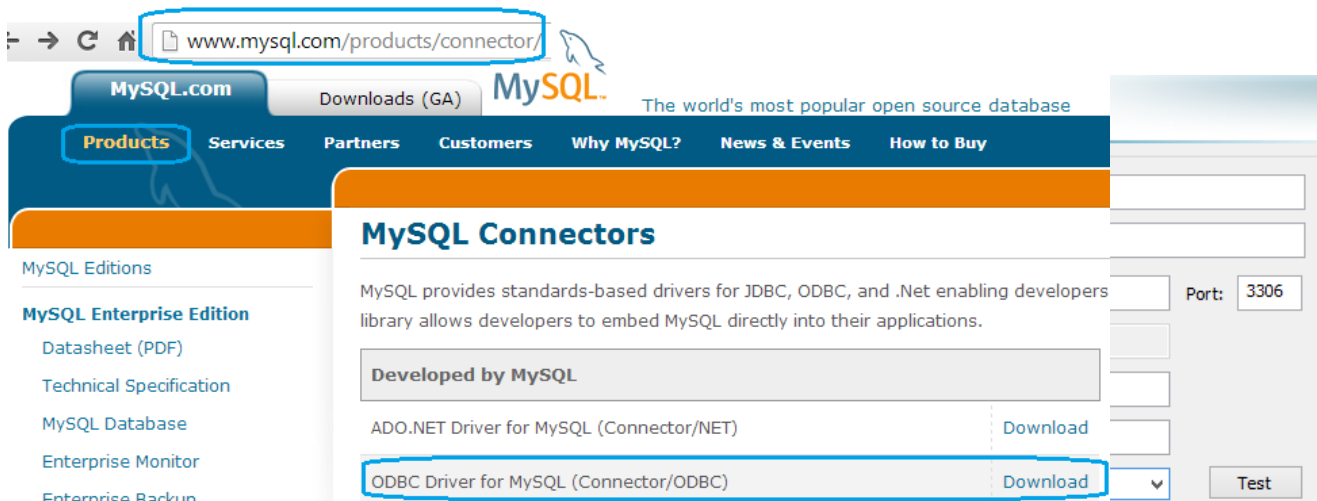 www.mysql.com/products/connector/
MySQL.com
Downloads (GA)
MySQL
The world's most popular open source database
Products Services Partners Customers Why MySQL? News & Events How to Buy
MySQL Connectors
MySQL Editions
MySQL provides standards-based drivers for JDBC, ODBC, and .Net enabling developers
library allows developers to embed MySQL directly into their applications.
MySQL Enterprise Edition
Datasheet (PDF)
Technical Specification
MySQL Database
Enterprise Monitor
Enterprise Backup
Developed by MySQL
ADO.NET Driver for MySQL (Connector/NET) Download
ODBC Driver for MySQL (Connector/ODBC) Download
Port: 3306
Test